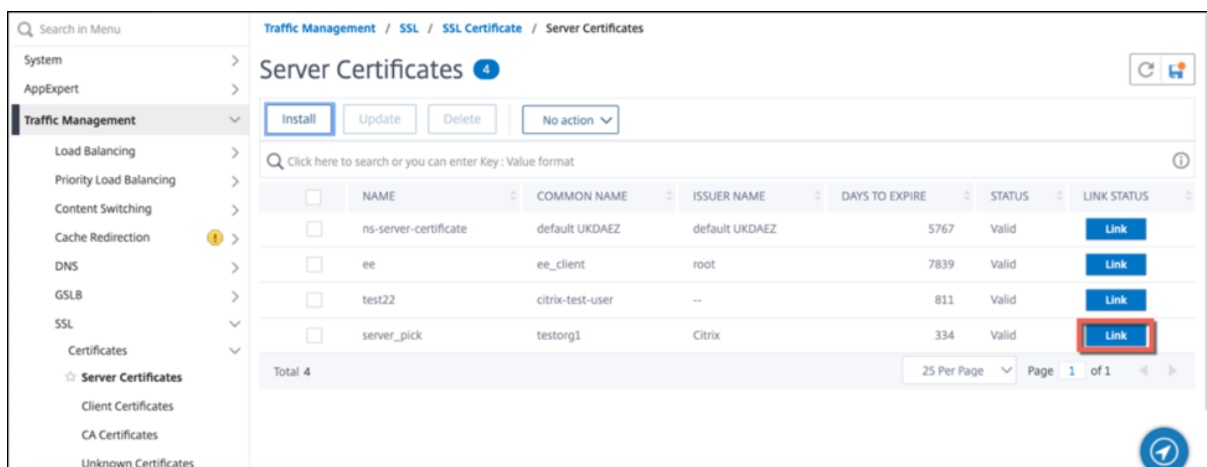 Search in Menu
System
AppExpert
Traffic Management
Load Balancing
Priority Load Balancing
Content Switching
Cache Redirection
DNS
GSLB
SSL
Certificates
Server Certificates
Client Certificates
CA Certificates
Unknown Certificates
Traffic Management / SSL / SSL Certificate / Server Certificates
Server Certificates 4
Install Update Delete No action
Click here to search or you can enter Key : Value format
NAME COMMON NAME ISSUER NAME DAYS TO EXPIRE STATUS LINK STATUS
ns-server-certificate default UKDAEZ default UKDAEZ 5767 Valid Link
ee ee_client root 7839 Valid Link
test22 citrix-test-user -- 811 Valid Link
server_pick testorg1 Citrix 334 Valid Link
Total 4 25 Per Page Page 1 of 1